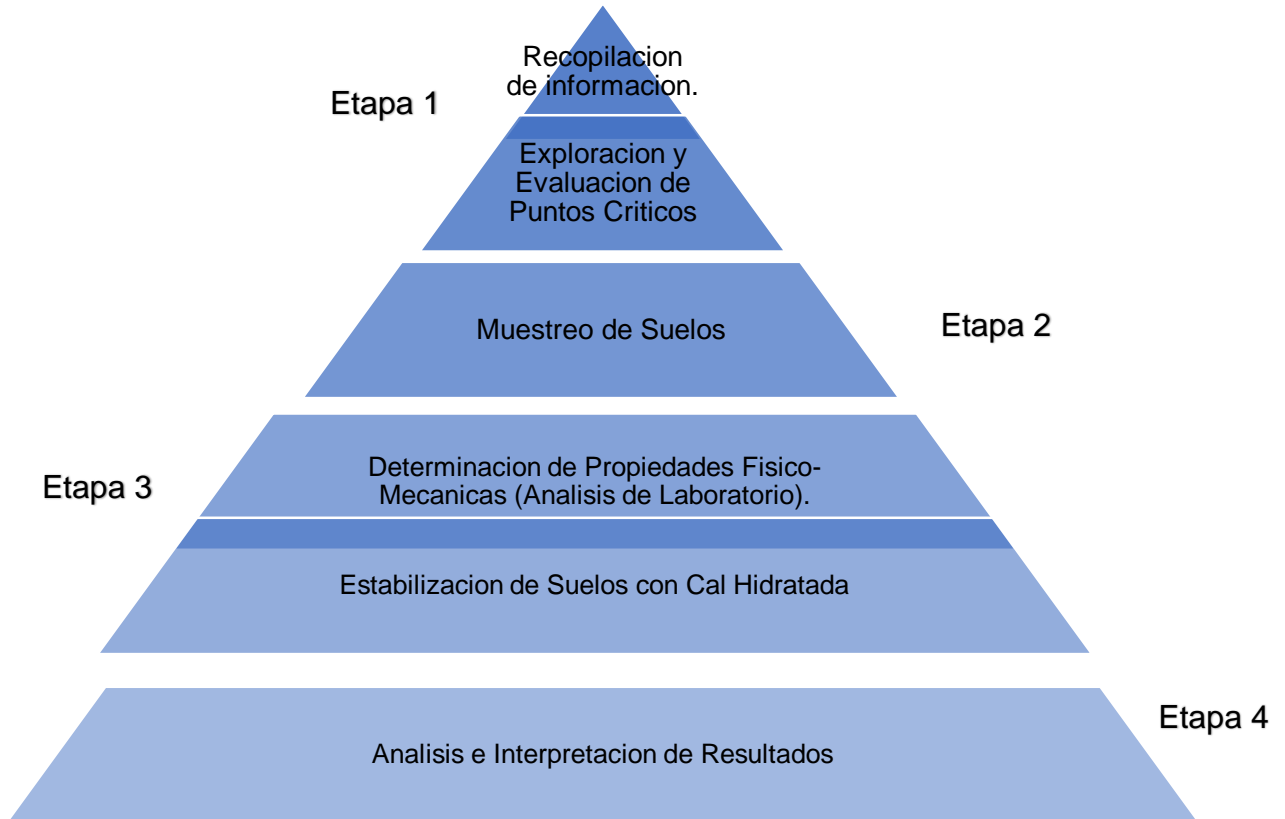 Recopilacion
de informacion.
Etapa 1
Exploracion y
Evaluacion de
Puntos Criticos
Muestreo de Suelos
Etapa 2
Determinacion de Propiedades Fisico-
Mecanicas (Analisis de Laboratorio).
Etapa 3
Estabilizacion de Suelos con Cal Hidratada
Etapa 4
Analisis e Interpretacion de Resultados